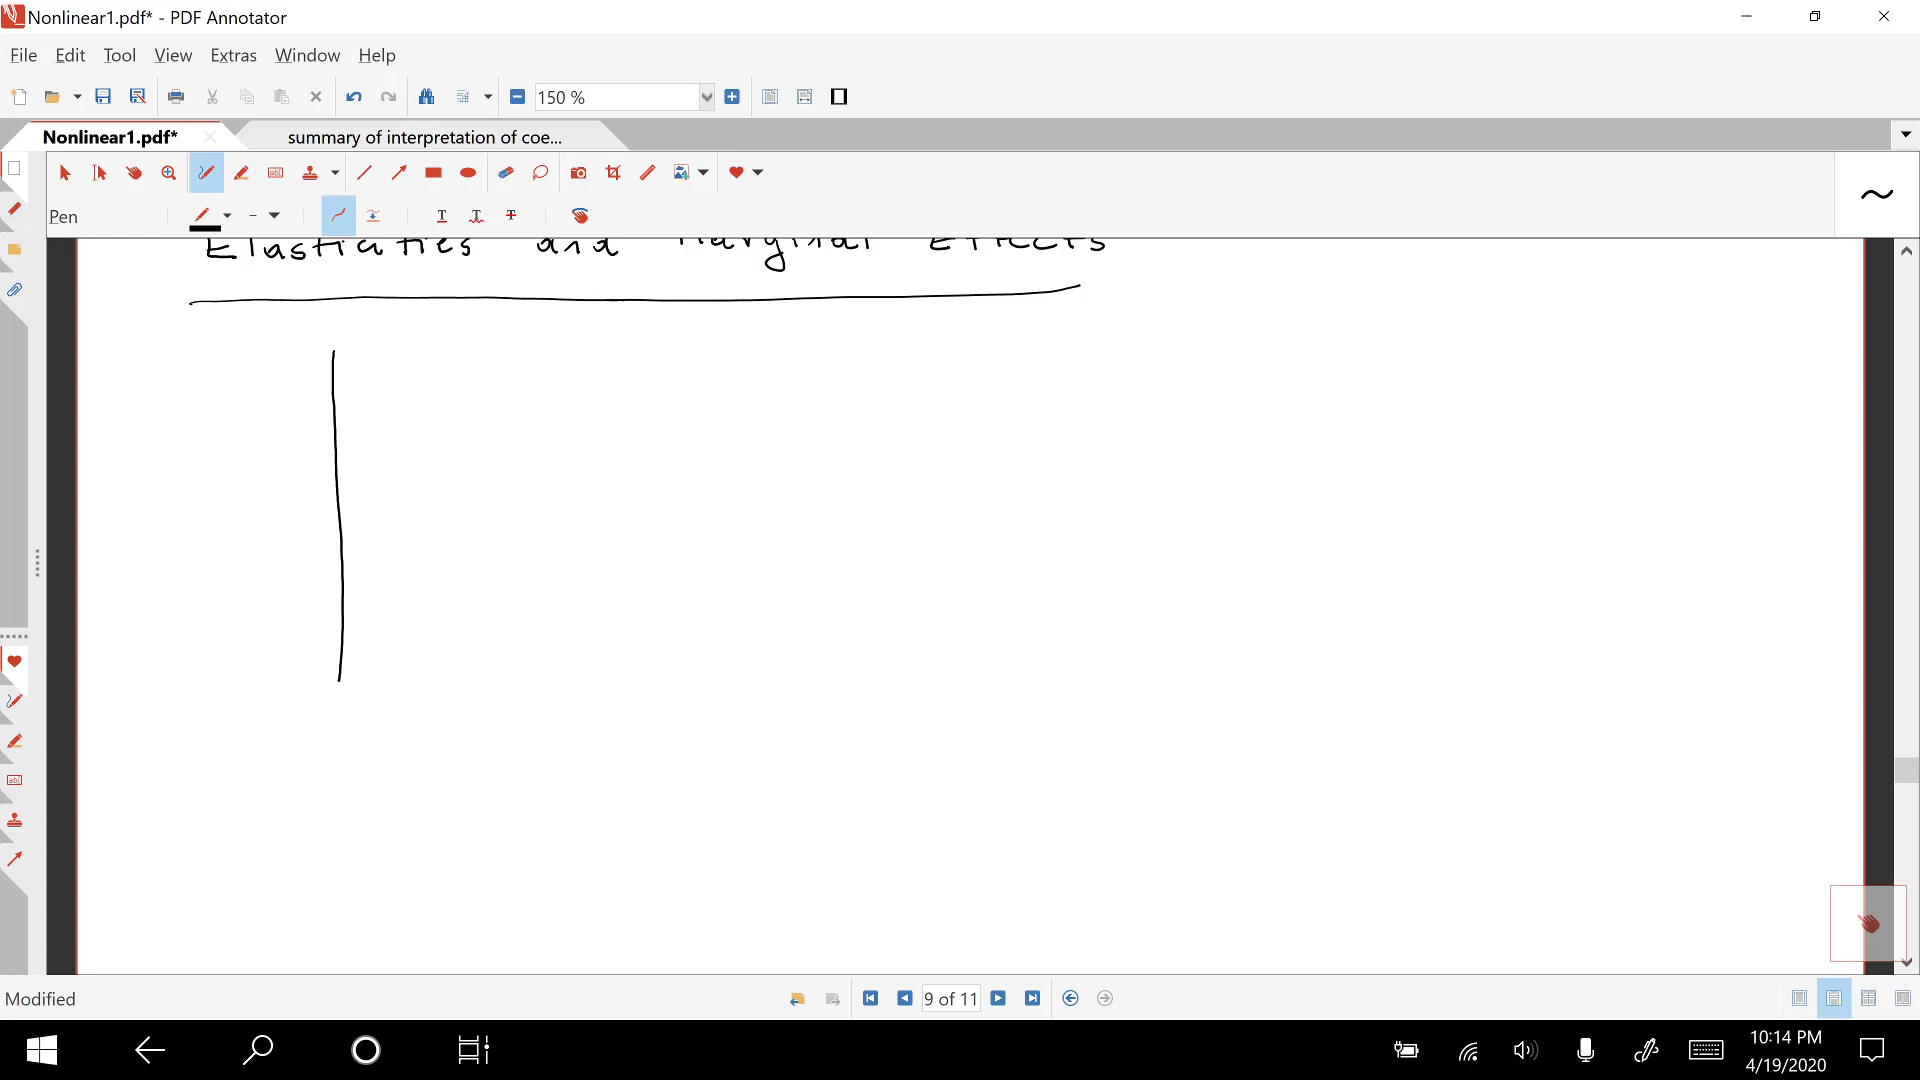 Nonlinear1.pdf* - PDF Annotator
File Edit Tool View Extras Window Help
150 %
Nonlinear1.pdf* summary of interpretation of coe...
Pen
Elasticities and Marginal Effects
Modified
9 of 11
10:14 PM
4/19/2020